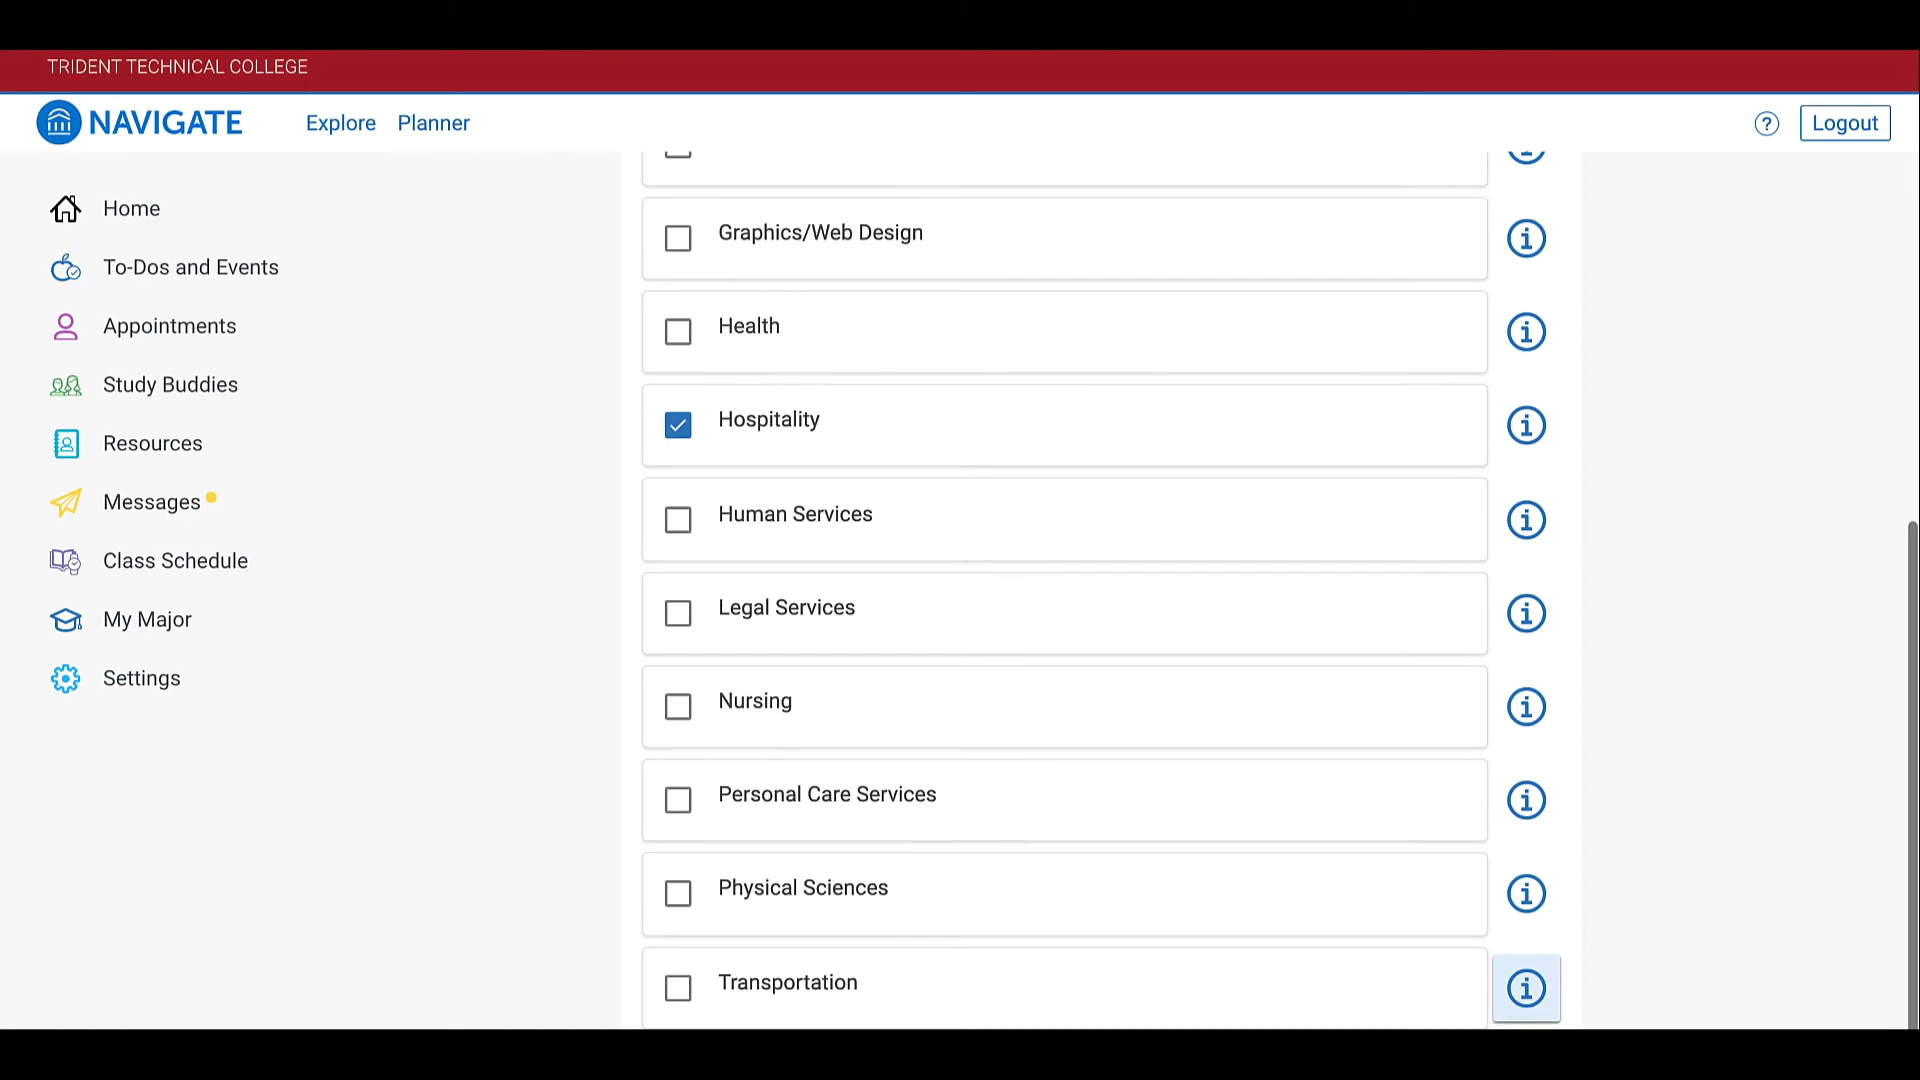 TRIDENT TECHNICAL COLLEGE
NAVIGATE Explore Planner ? Logout
Home
To-Dos and Events
Appointments
Study Buddies
Resources
Messages
Class Schedule
My Major
Settings
Graphics/Web Design
Health
Hospitality
Human Services
Legal Services
Nursing
Personal Care Services
Physical Sciences
Transportation